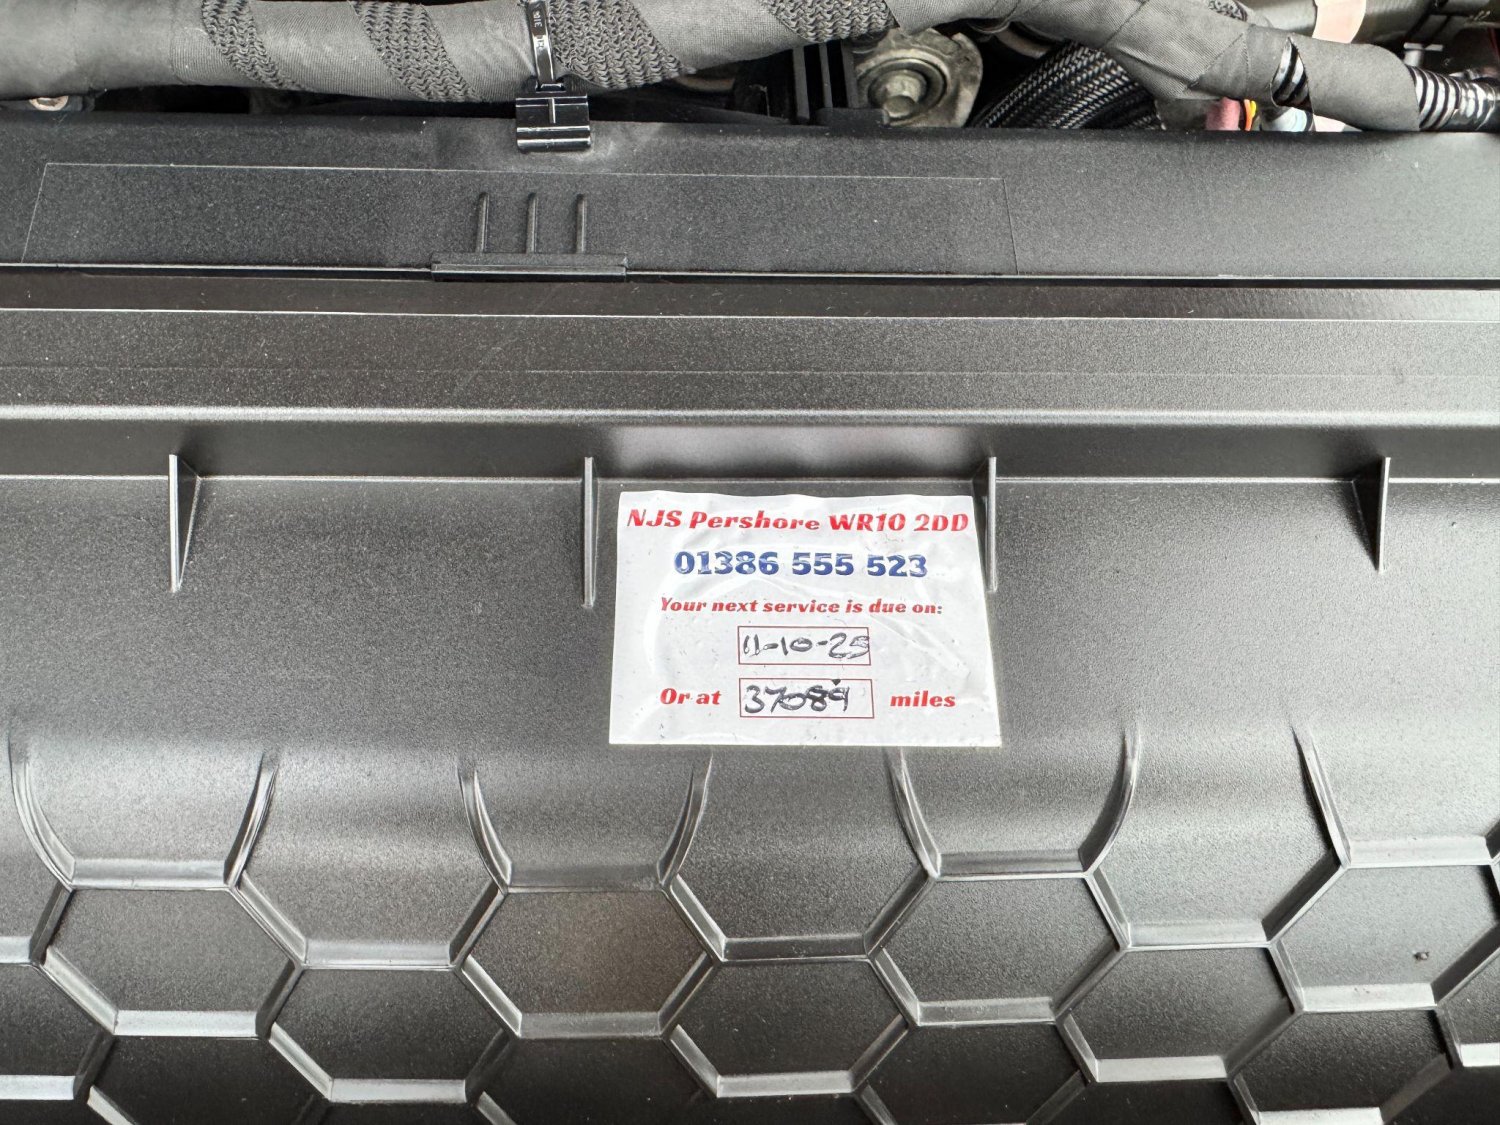 NJS Pershore WR10 2DD
01386 555 523
Your next service is due on:
11-10-25
Or at 37089 miles